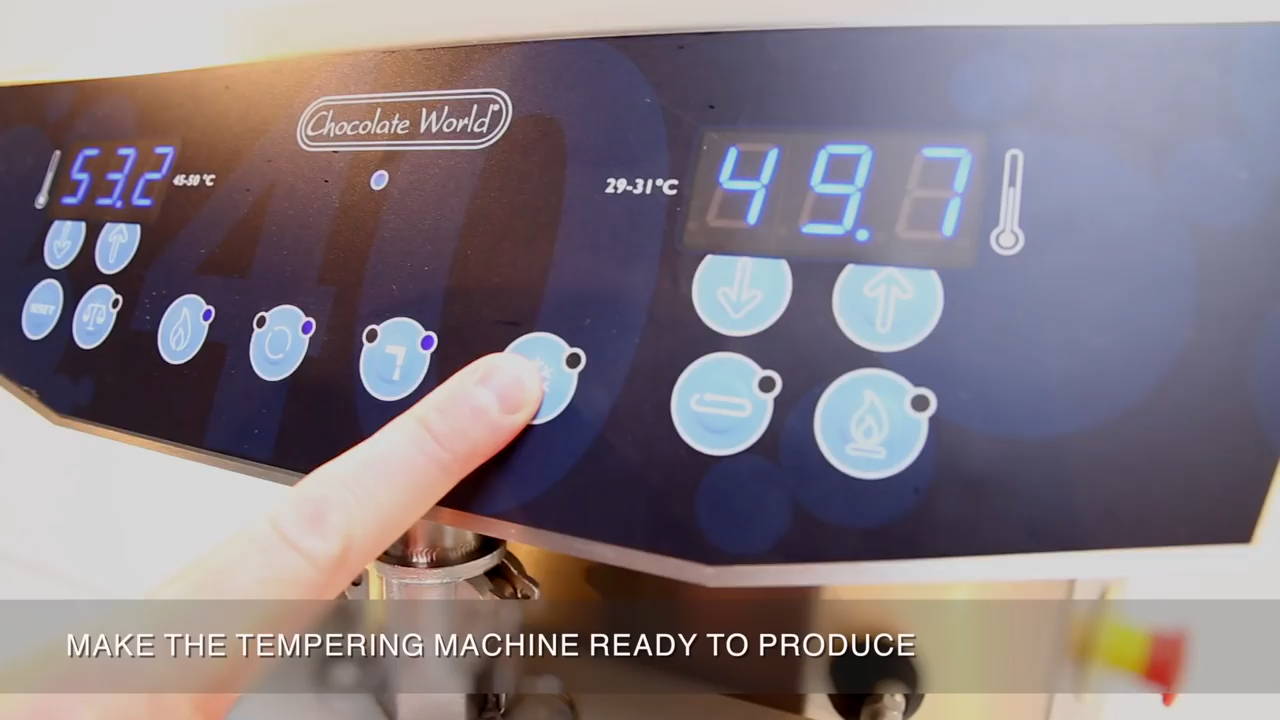 Chocolate World®
53.2
45-50 °C
29-31°C
49.7
RESET
MAKE THE TEMPERING MACHINE READY TO PRODUCE